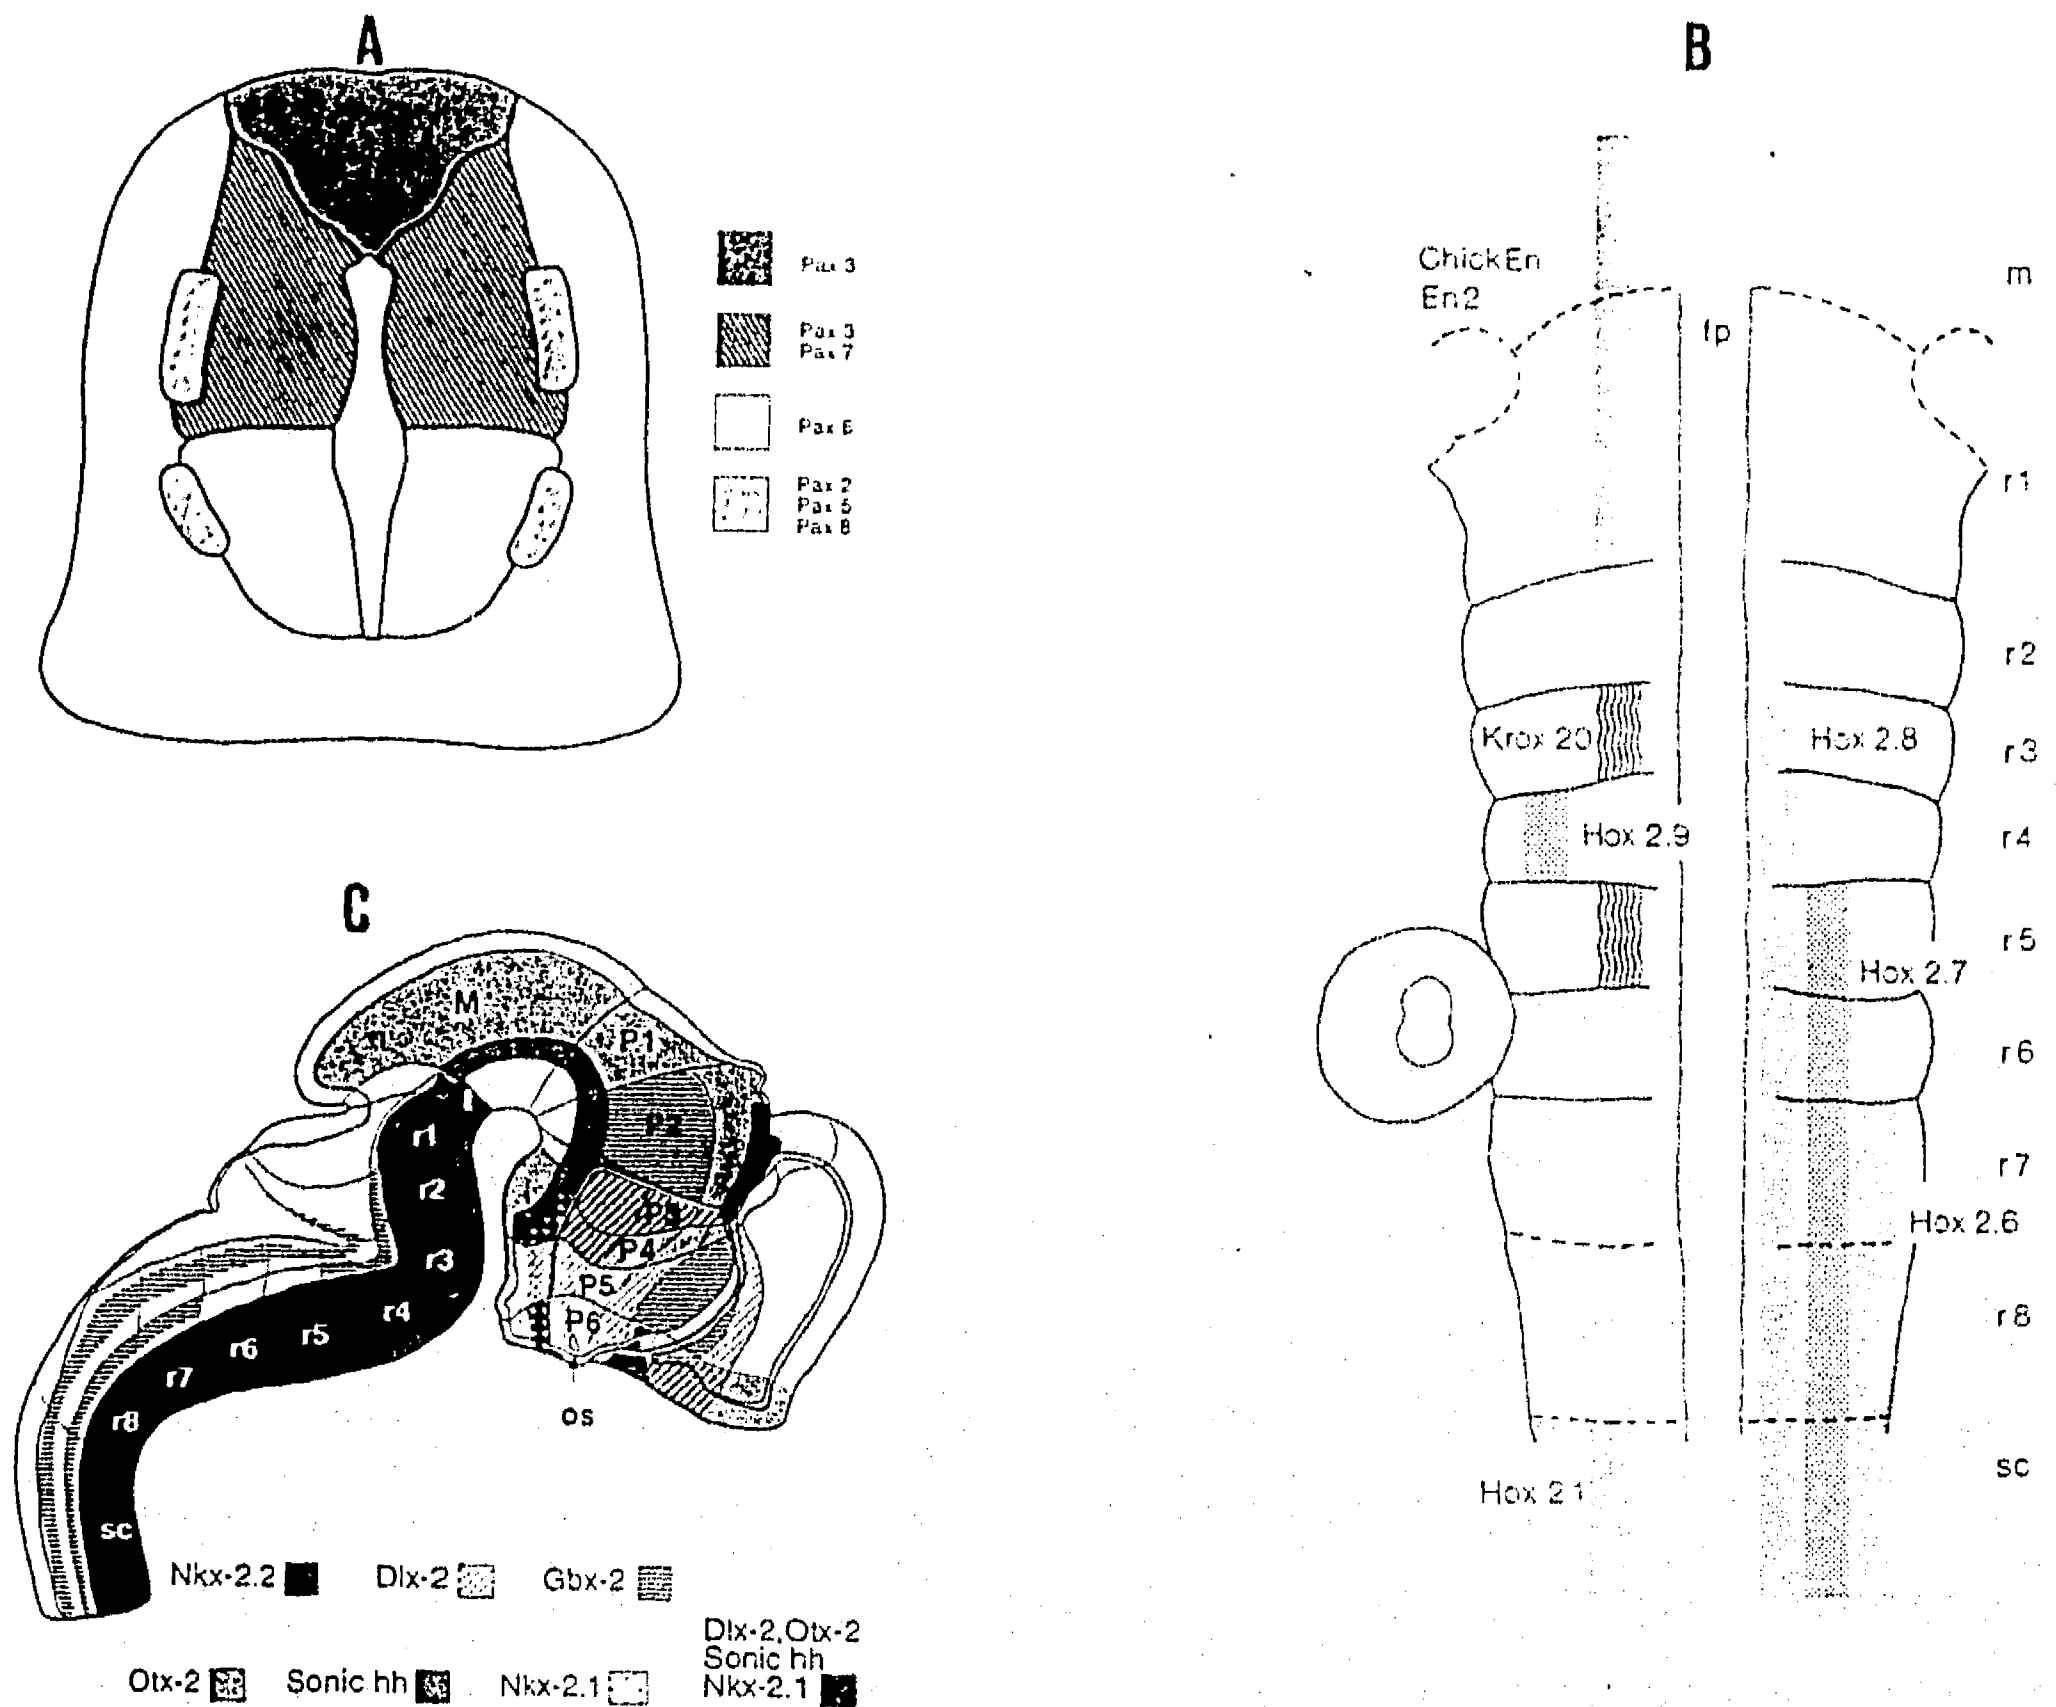 A
Pax 3
Pax 3
Pax 7
Pax 6
Pax 2
Pax 5
Pax 8
B
Chick En
En2
fp
m
r1
r2
Krox 20
Hox 2.8
r3
Hox 2.9
r4
r5
Hox 2.7
r6
r7
Hox 2.6
r8
Hox 2.1
sc
C
M
P1
P2
P3
P4
P5
P6
I
r1
r2
r3
r4
r5
r6
r7
r8
sc
os
Nkx-2.2
Dlx-2
Gbx-2
Otx-2
Sonic hh
Nkx-2.1
Dlx-2,Otx-2
Sonic hh
Nkx-2.1